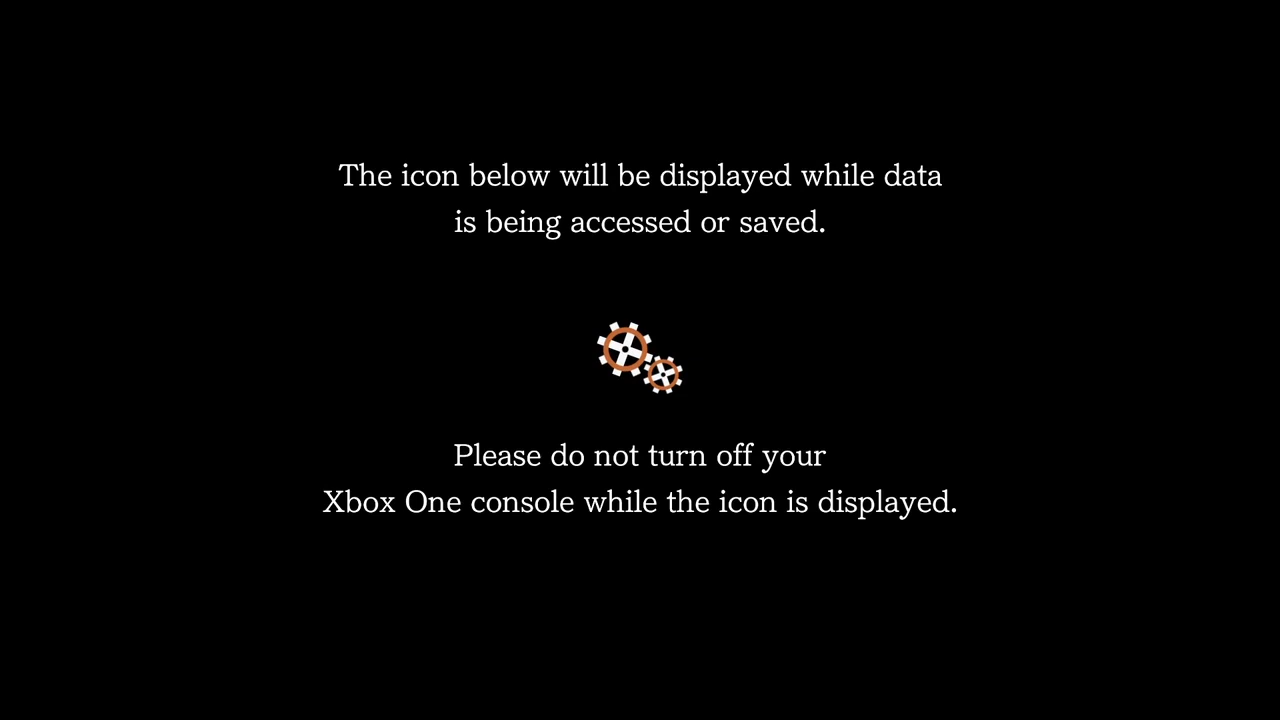 The icon below will be displayed while data
is being accessed or saved.
Please do not turn off your
Xbox One console while the icon is displayed.